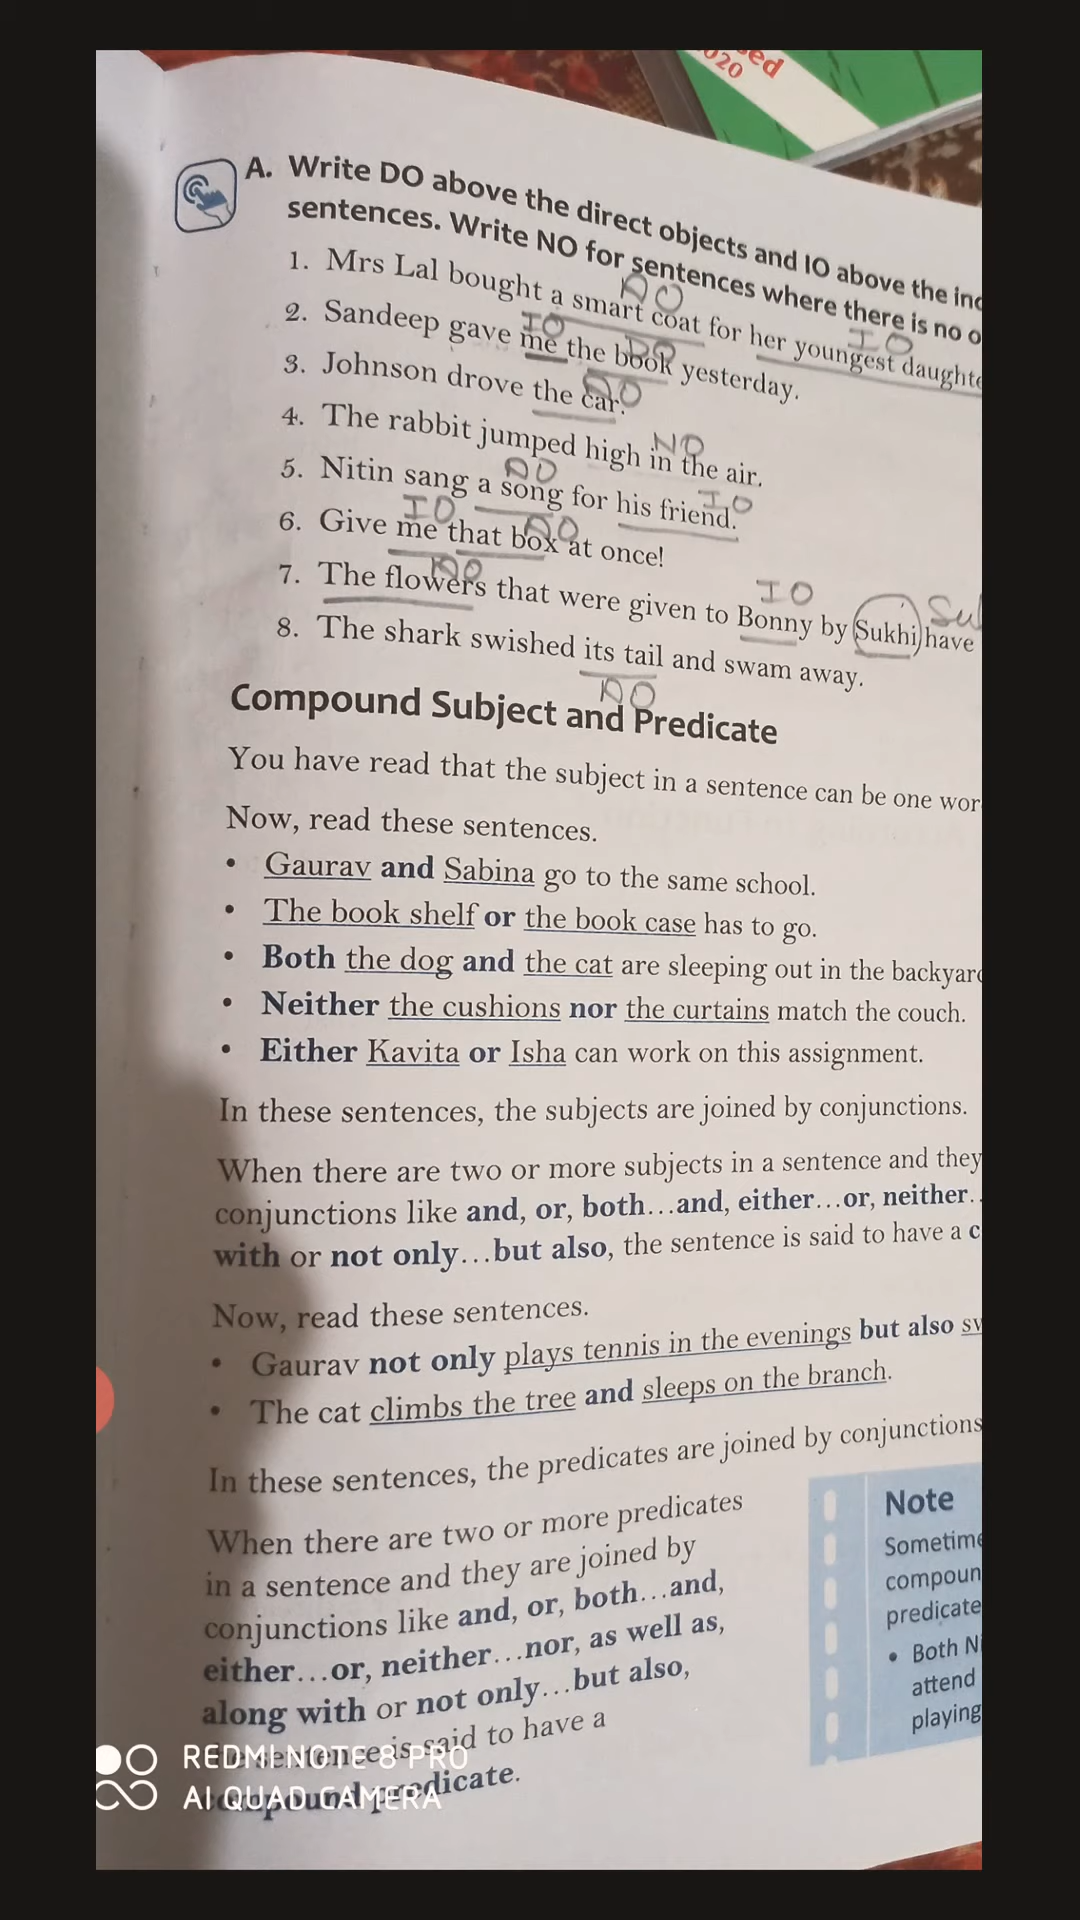 ed
020
A. Write DO above the direct objects and IO above the
sentences. Write NO for sentences where there is no
DO
1. Mrs Lal bought a smart coat for her youngest
IO
IO DO
2. Sandeep gave me the book yesterday.
DO
3. Johnson drove the car.
NO
4. The rabbit jumped high in the air.
DO IO
5. Nitin sang a song for his friend.
IO DO
6. Give me that box at once!
DO IO Su
7. The flowers that were given to Bonny by Sukhi have
8. The shark swished its tail and swam away.
DO
Compound Subject and Predicate
You have read that the subject in a sentence can be one
Now, read these sentences.
• Gaurav and Sabina go to the same school.
• The book shelf or the book case has to go.
• Both the dog and the cat are sleeping out in the
• Neither the cushions nor the curtains match the couch.
• Either Kavita or Isha can work on this assignment.
In these sentences, the subjects are joined by conjunctions.
When there are two or more subjects in a sentence and they
conjunctions like and, or, both...and, either...or, neither..
with or not only...but also, the sentence is said to have a c
Now, read these sentences.
• Gaurav not only plays tennis in the evenings but also
• The cat climbs the tree and sleeps on the branch.
In these sentences, the predicates are joined by conjunctions
When there are two or more predicates
in a sentence and they are joined by
conjunctions like and, or, both...and,
either...or, neither...nor, as well as,
along with or not only...but also,
sentence is said to have a
compound predicate.
Note
Sometime
compoun
predicate
• Both Ni
attend
playing
REDMI NOTE 8 PRO
AI QUAD CAMERA